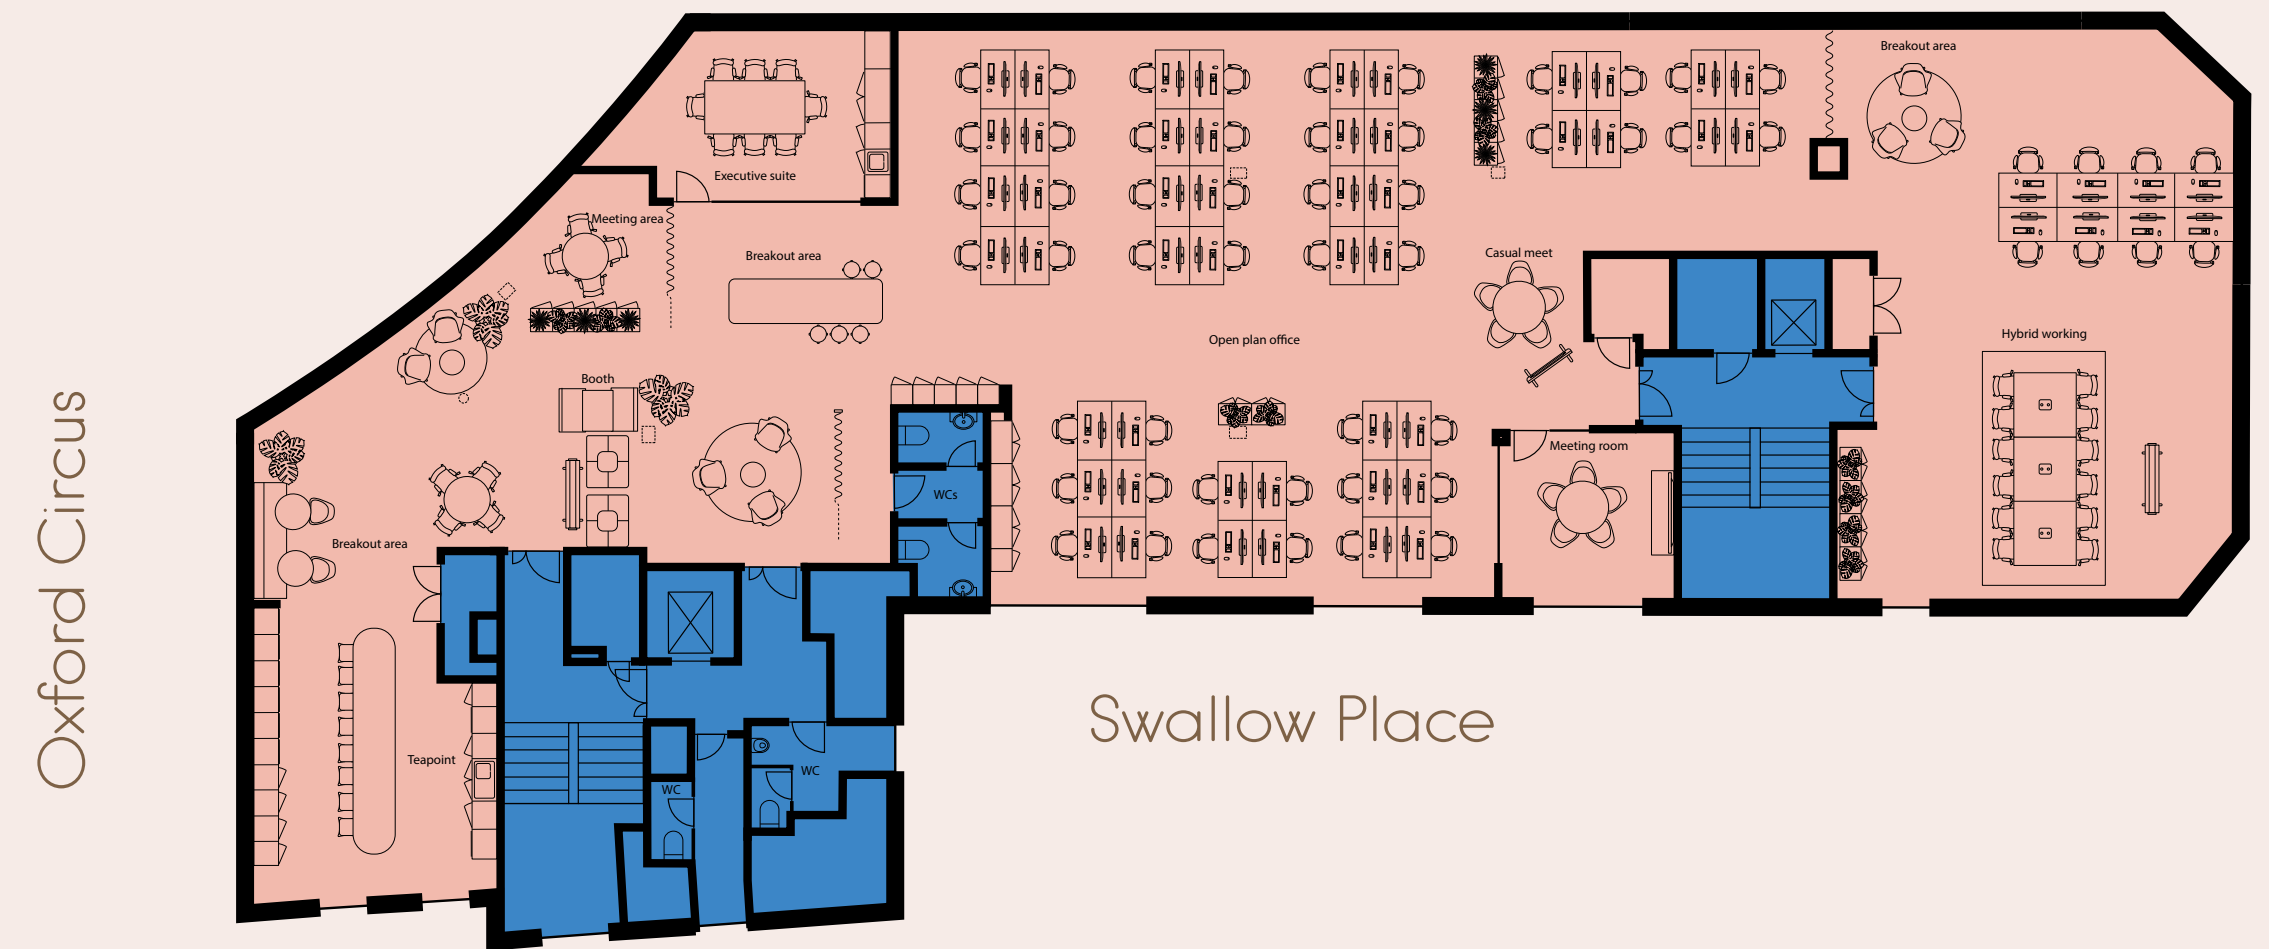 Oxford Circus
Executive suite
Meeting area
Breakout area
Booth
Breakout area
Teapoint
WCs
WC
WC
Open plan office
Casual meet
Meeting room
Breakout area
Hybrid working
Swallow Place